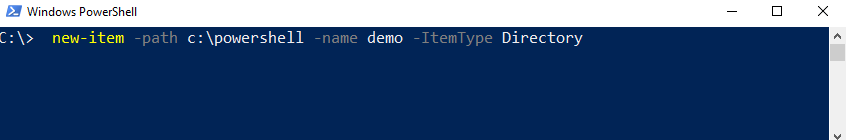 Windows PowerShell
C:\> new-item -path c:\powershell -name demo -ItemType Directory